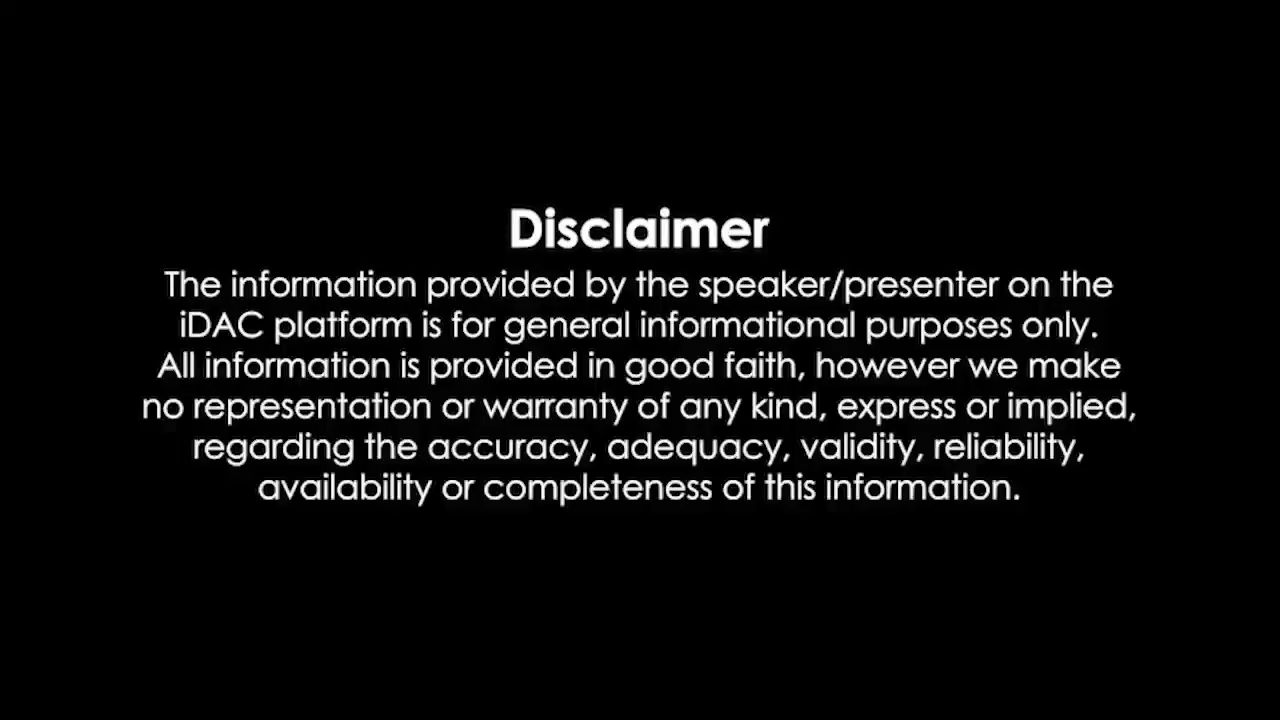 Disclaimer
The information provided by the speaker/presenter on the
iDAC platform is for general informational purposes only.
All information is provided in good faith, however we make
no representation or warranty of any kind, express or implied,
regarding the accuracy, adequacy, validity, reliability,
availability or completeness of this information.